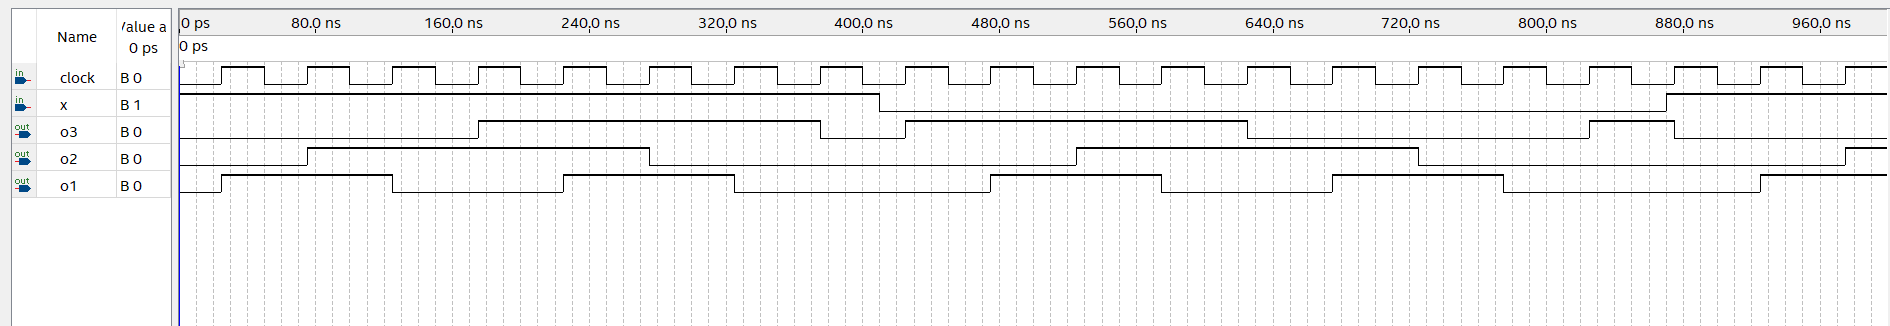 Name
Value a
0 ps
0 ps 80.0 ns 160.0 ns 240.0 ns 320.0 ns 400.0 ns 480.0 ns 560.0 ns 640.0 ns 720.0 ns 800.0 ns 880.0 ns 960.0 ns
0 ps
in clock B 0
in x B 1
out o3 B 0
out o2 B 0
out o1 B 0